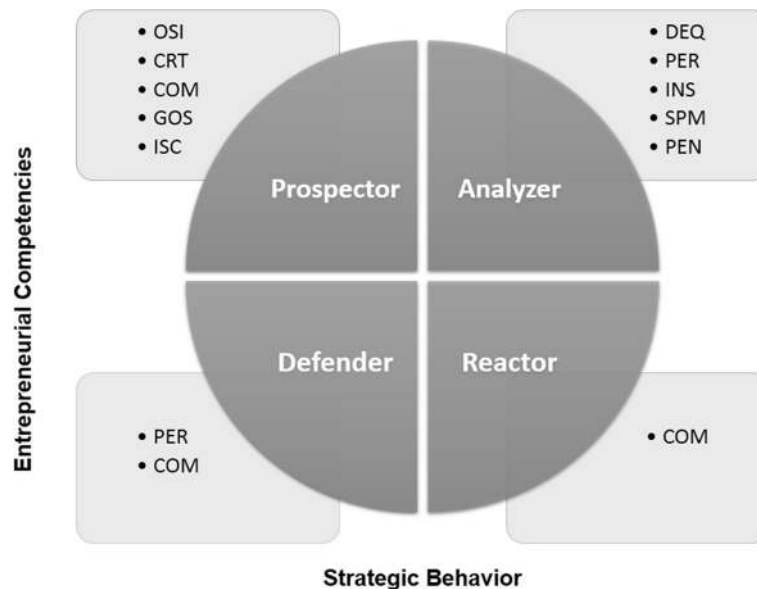 • OSI
• CRT
• COM
• GOS
• ISC
• DEQ
• PER
• INS
• SPM
• PEN
Prospector
Analyzer
Entrepreneurial Competencies
Defender
Reactor
• PER
• COM
• COM
Strategic Behavior